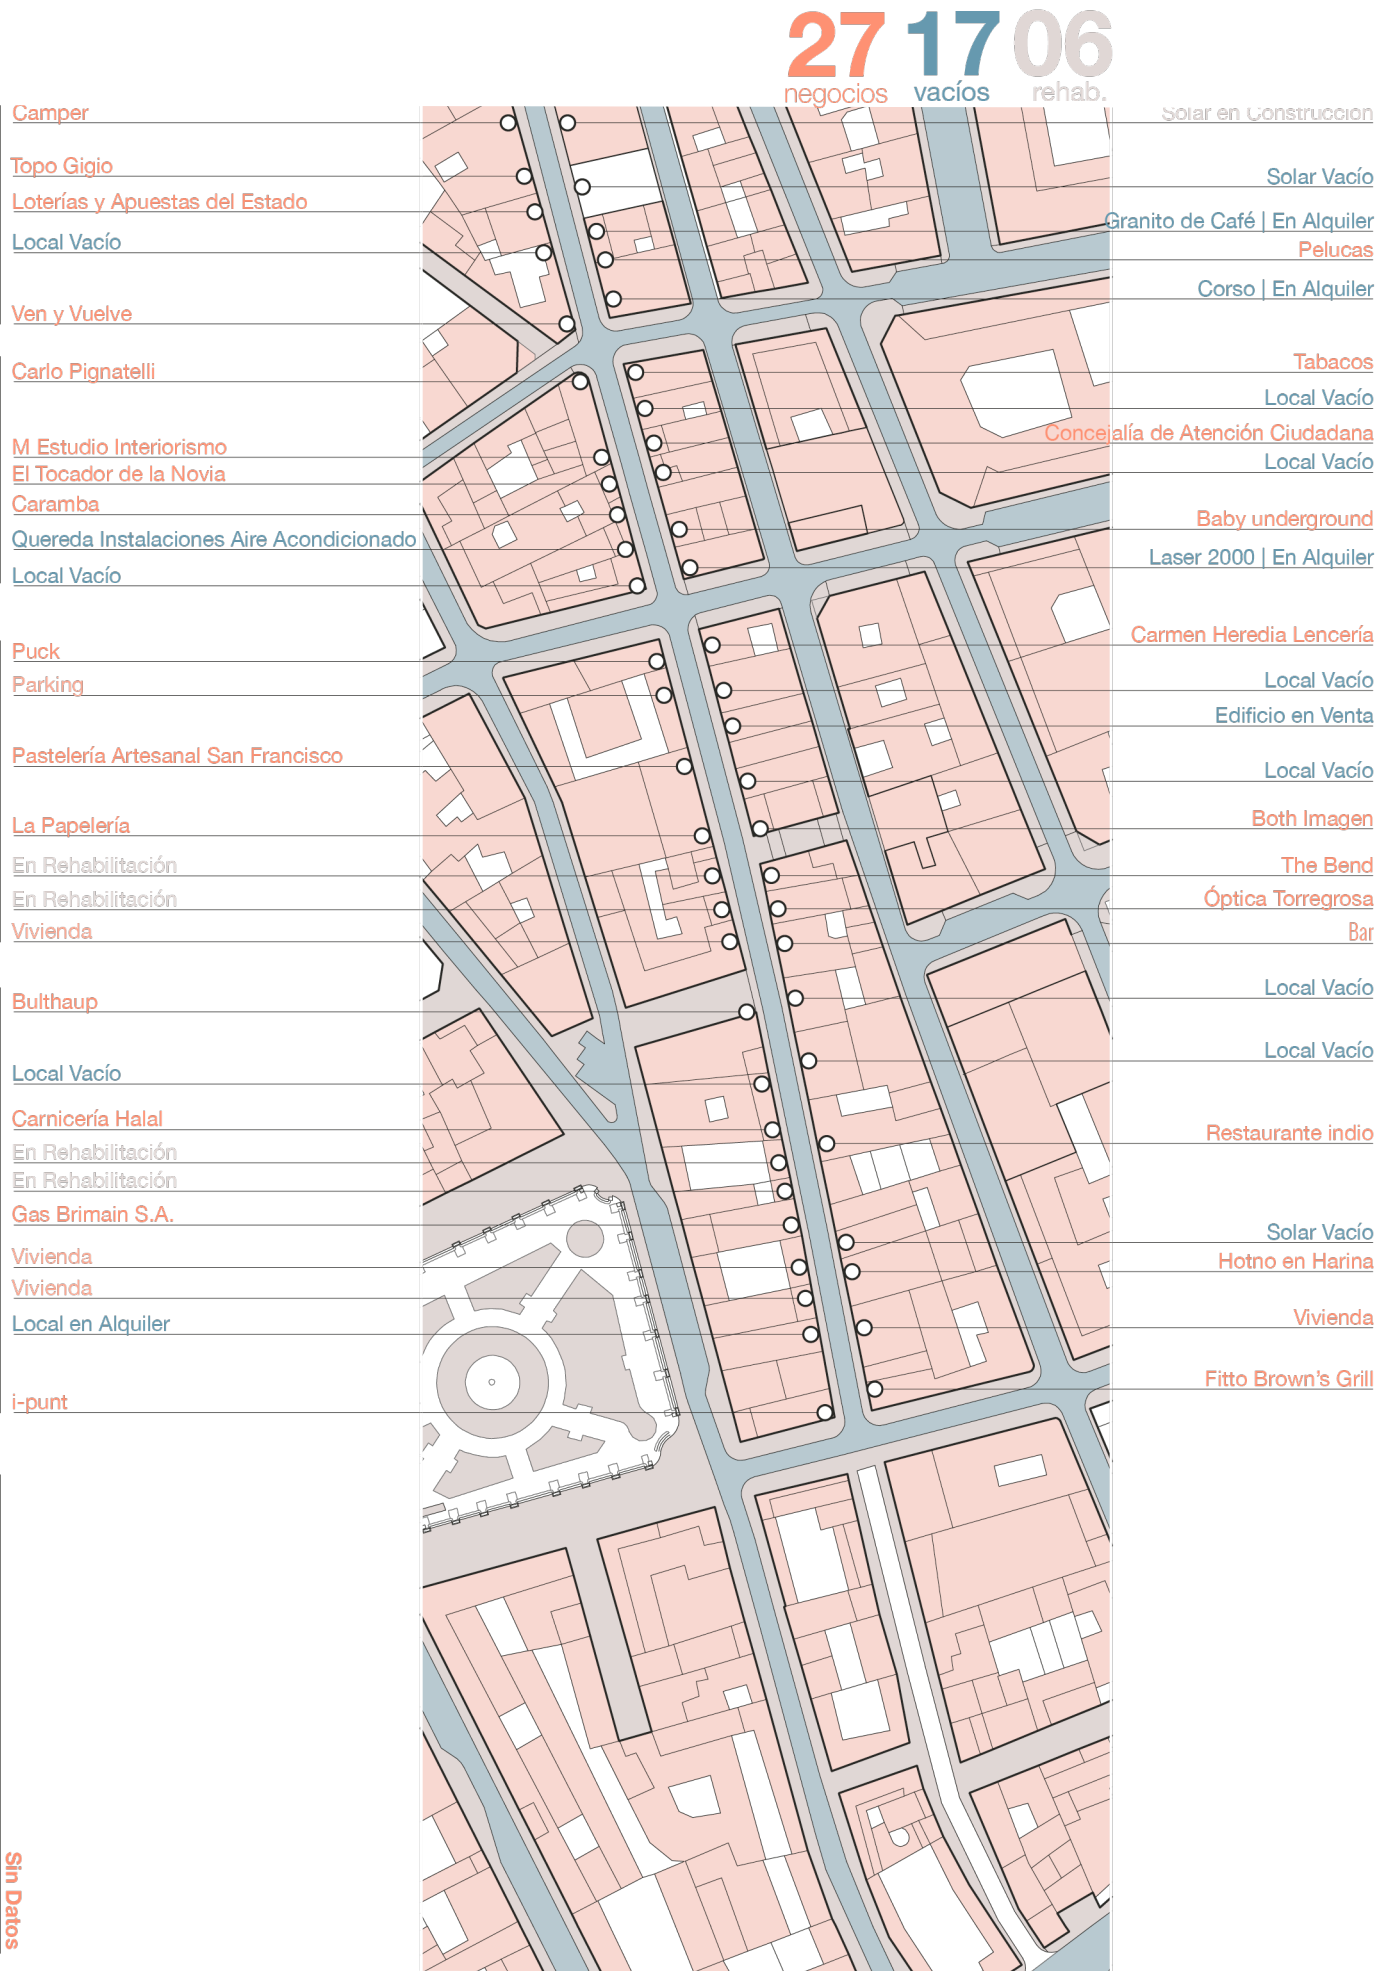 27 17 06
negocios vacíos rehab.
Camper
Topo Gigio
Loterías y Apuestas del Estado
Local Vacío
Ven y Vuelve
Carlo Pignatelli
M Estudio Interiorismo
El Tocador de la Novia
Caramba
Quereda Instalaciones Aire Acondicionado
Local Vacío
Puck
Parking
Pastelería Artesanal San Francisco
La Papelería
En Rehabilitación
En Rehabilitación
Vivienda
Bulthaup
Local Vacío
Carnicería Halal
En Rehabilitación
En Rehabilitación
Gas Brimain S.A.
Vivienda
Vivienda
Local en Alquiler
i-punt
Sin Datos
Solar en Construcción
Solar Vacío
Granito de Café | En Alquiler
Pelucas
Corso | En Alquiler
Tabacos
Local Vacío
Concejalía de Atención Ciudadana
Local Vacío
Baby underground
Laser 2000 | En Alquiler
Carmen Heredia Lencería
Local Vacío
Edificio en Venta
Local Vacío
Both Imagen
The Bend
Óptica Torregrosa
Bar
Local Vacío
Local Vacío
Restaurante indio
Solar Vacío
Hotno en Harina
Vivienda
Fitto Brown's Grill